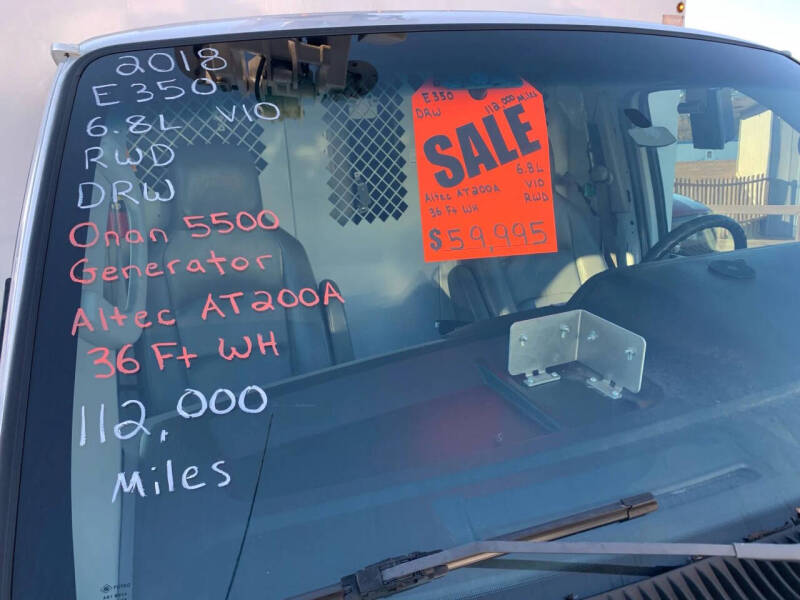 2018
E350
6.8L V10
RWD
DRW
Onan 5500
Generator
Altec AT200A
36 Ft WH
112,000
Miles
E350 112,000 Miles
DRW
SALE
6.8L
V10
RWD
Altec AT200A
36 Ft WH
$59,995